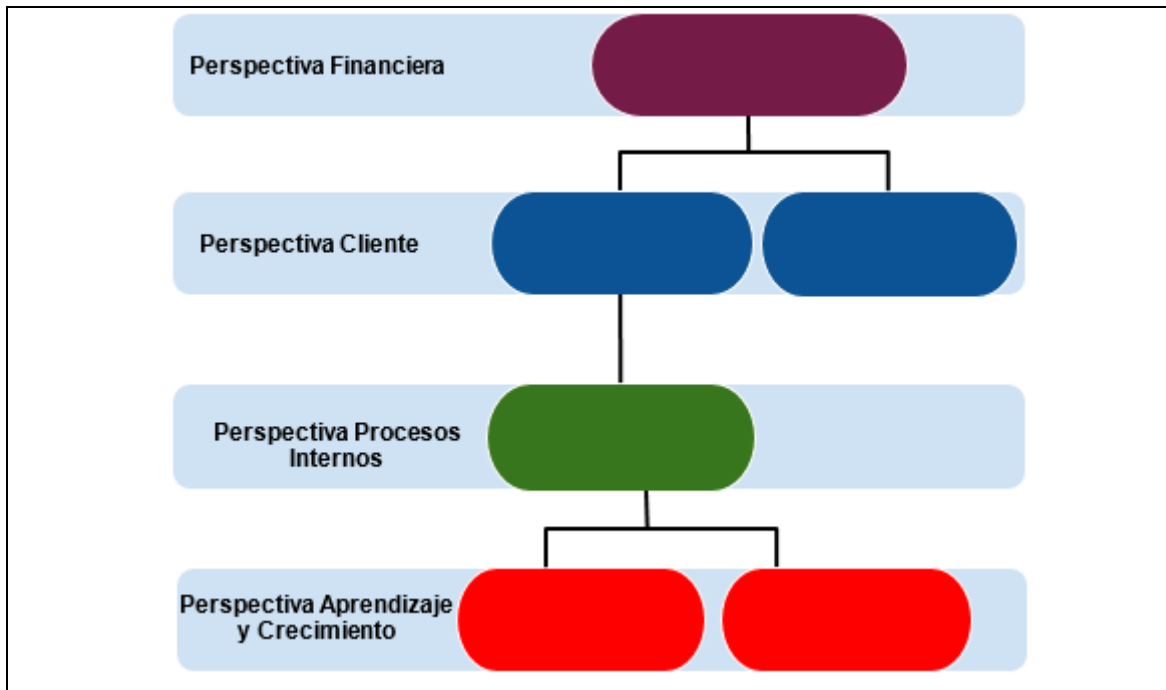 Perspectiva Financiera
Perspectiva Cliente
Perspectiva Procesos
Internos
Perspectiva Aprendizaje
y Crecimiento